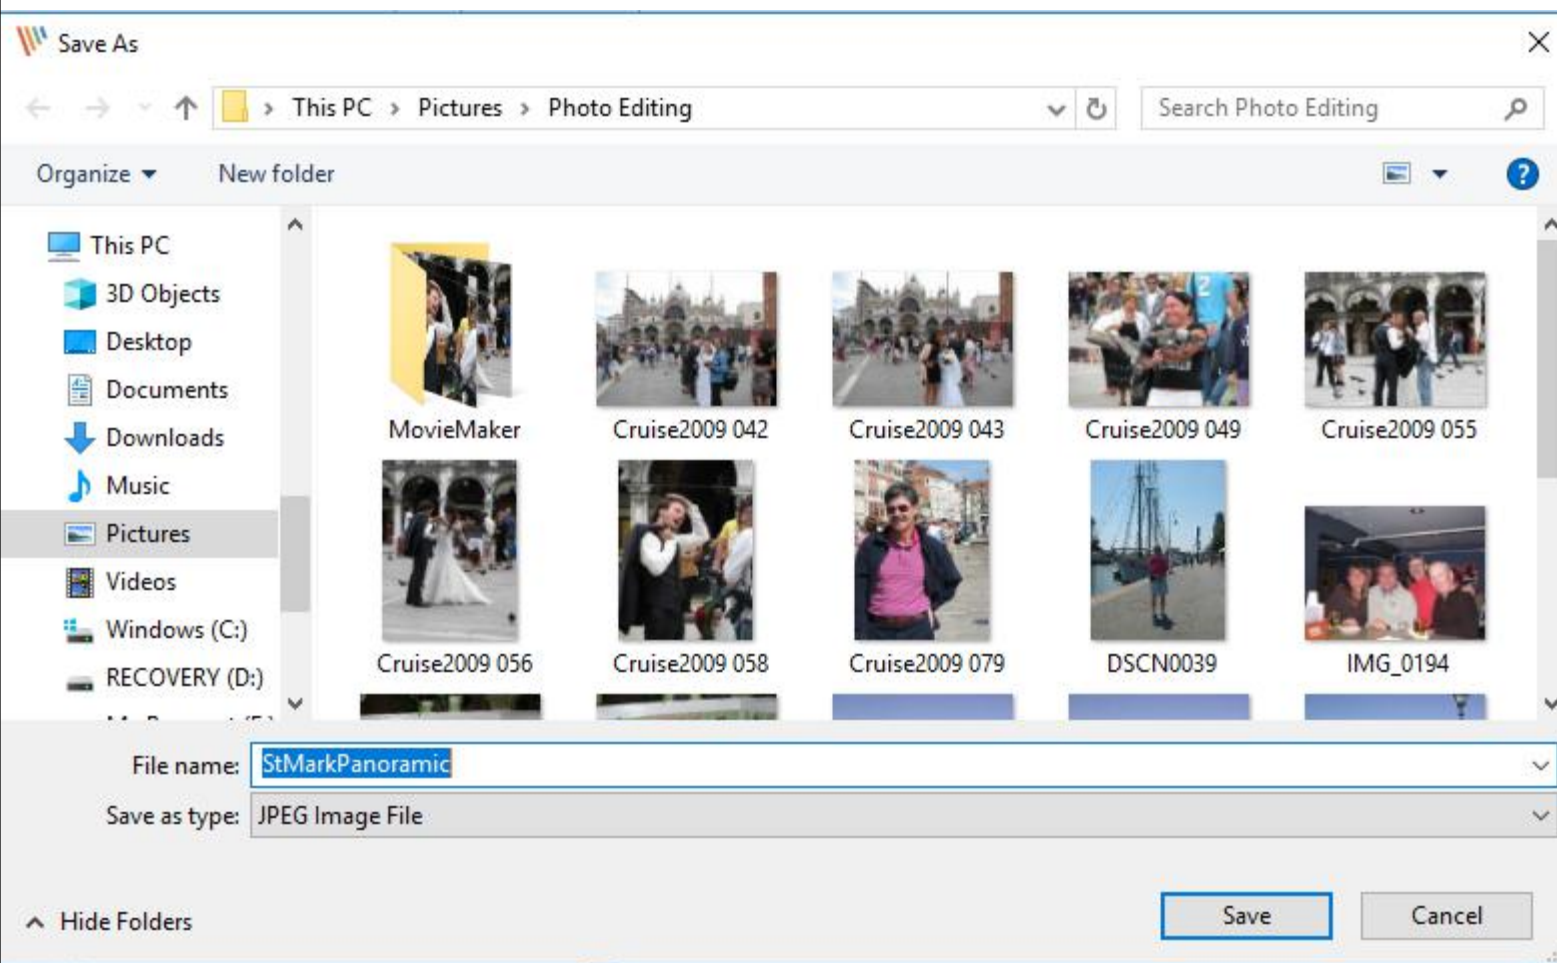 Save As
This PC > Pictures > Photo Editing
Search Photo Editing
Organize
New folder
This PC
3D Objects
Desktop
Documents
Downloads
Music
Pictures
Videos
Windows (C:)
RECOVERY (D:)
MovieMaker
Cruise2009 042
Cruise2009 043
Cruise2009 049
Cruise2009 055
Cruise2009 056
Cruise2009 058
Cruise2009 079
DSCN0039
IMG_0194
File name: StMarkPanoramic
Save as type: JPEG Image File
Hide Folders
Save
Cancel